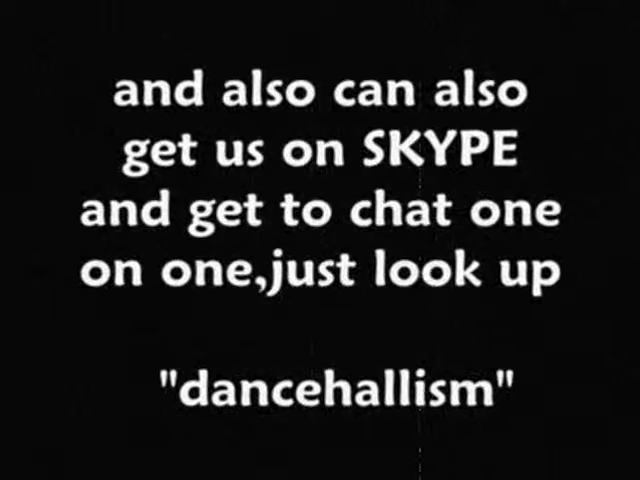 and also can also
get us on SKYPE
and get to chat one
on one,just look up
"dancehallism"